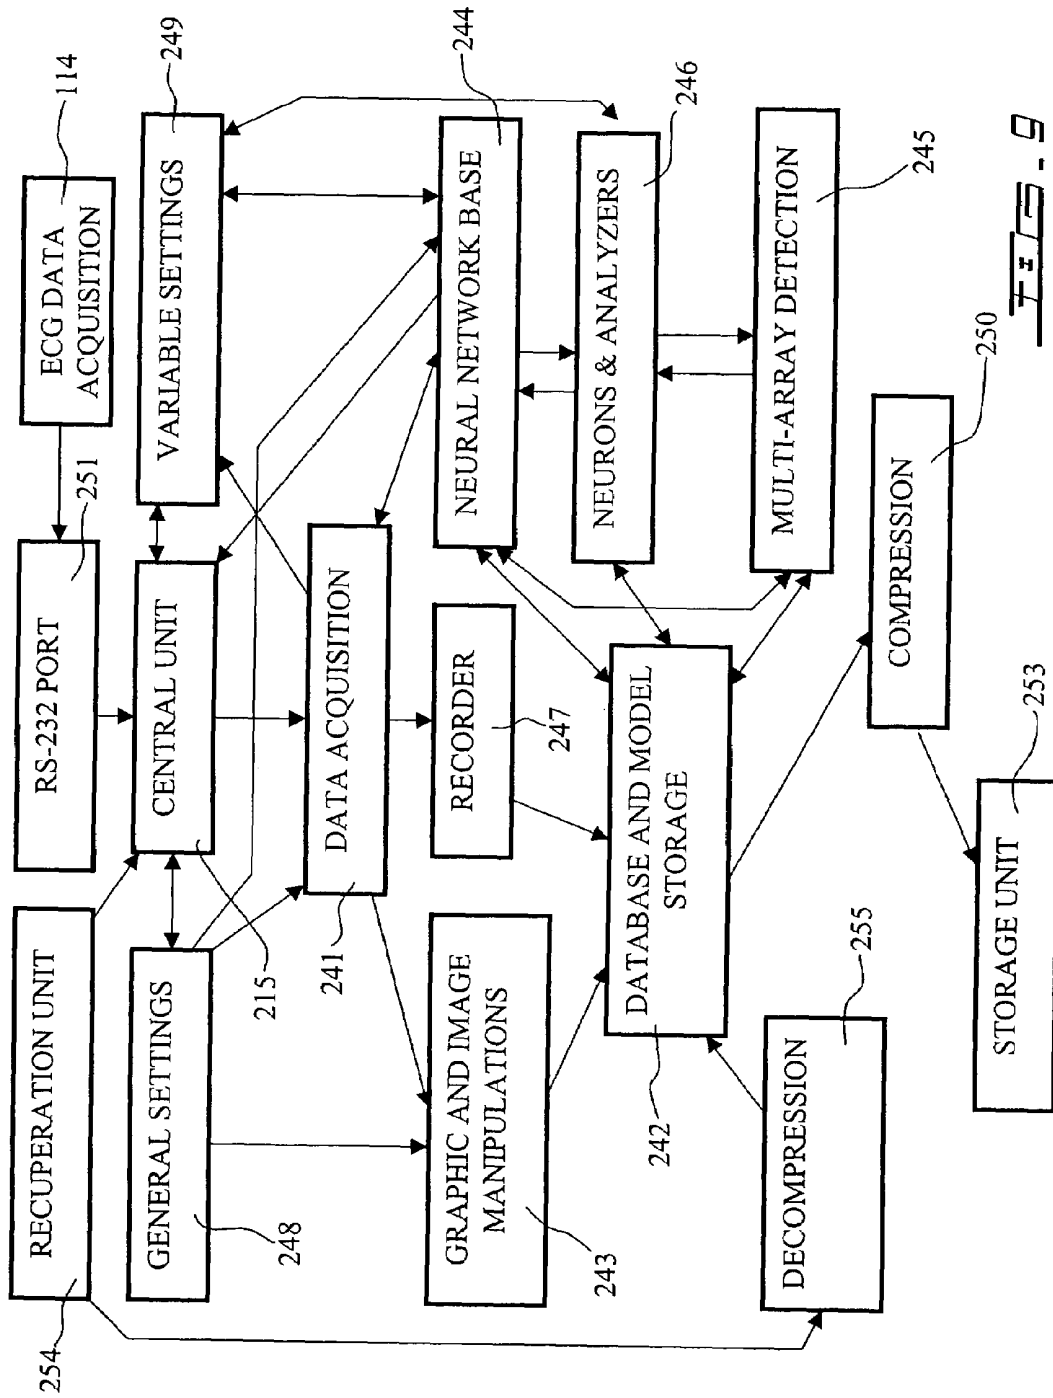 254
RECUPERATION UNIT
RS-232 PORT
251
ECG DATA
ACQUISITION
114
GENERAL SETTINGS
248
CENTRAL UNIT
215
VARIABLE SETTINGS
249
DATA ACQUISITION
241
GRAPHIC AND IMAGE
MANIPULATIONS
243
RECORDER
247
NEURAL NETWORK BASE
244
NEURONS & ANALYZERS
246
DATABASE AND MODEL
STORAGE
242
MULTI-ARRAY DETECTION
245
DECOMPRESSION
255
COMPRESSION
250
STORAGE UNIT
253
FIG. 9